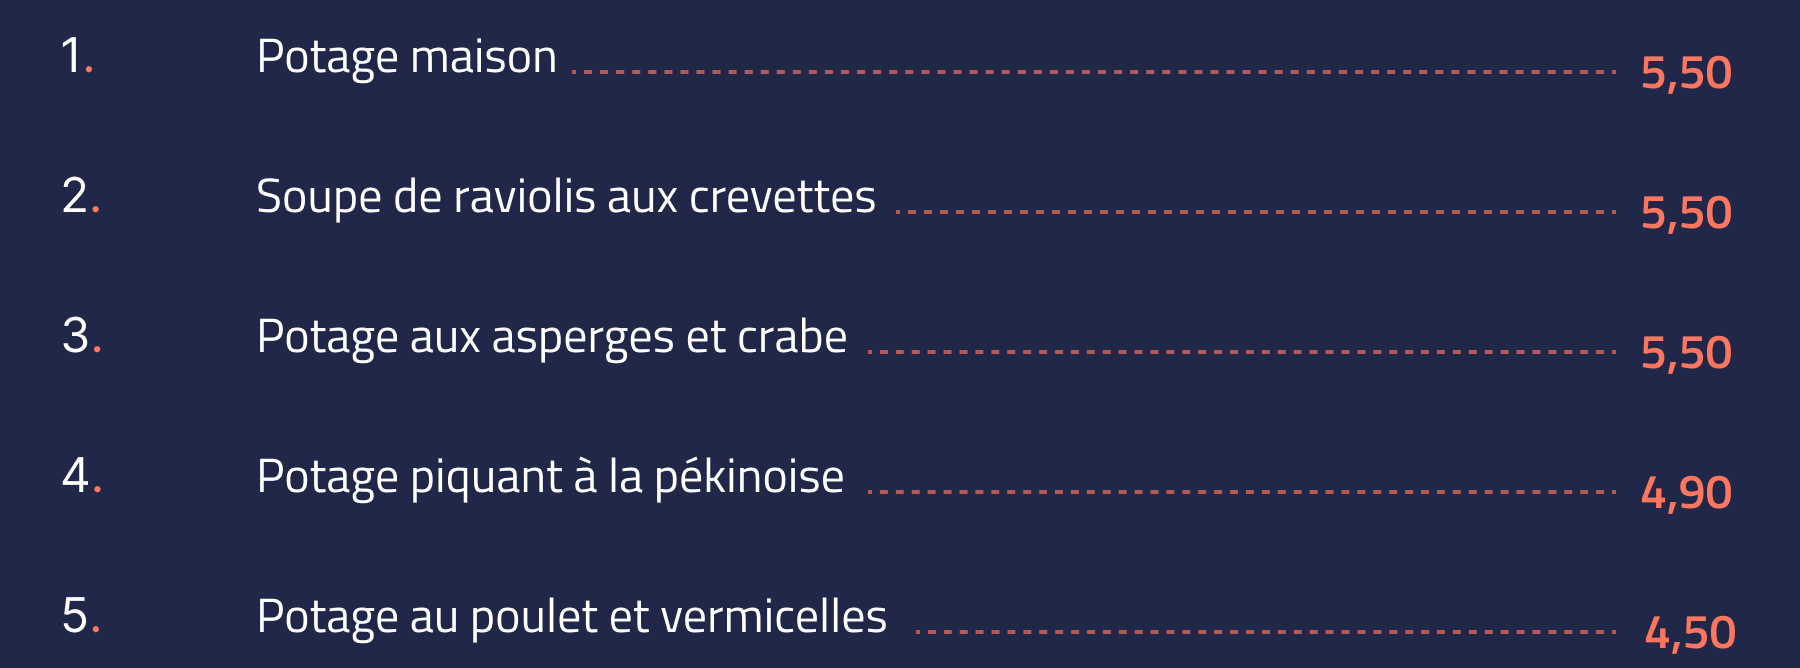 1. Potage maison 5,50
2. Soupe de raviolis aux crevettes 5,50
3. Potage aux asperges et crabe 5,50
4. Potage piquant à la pékinoise 4,90
5. Potage au poulet et vermicelles 4,50